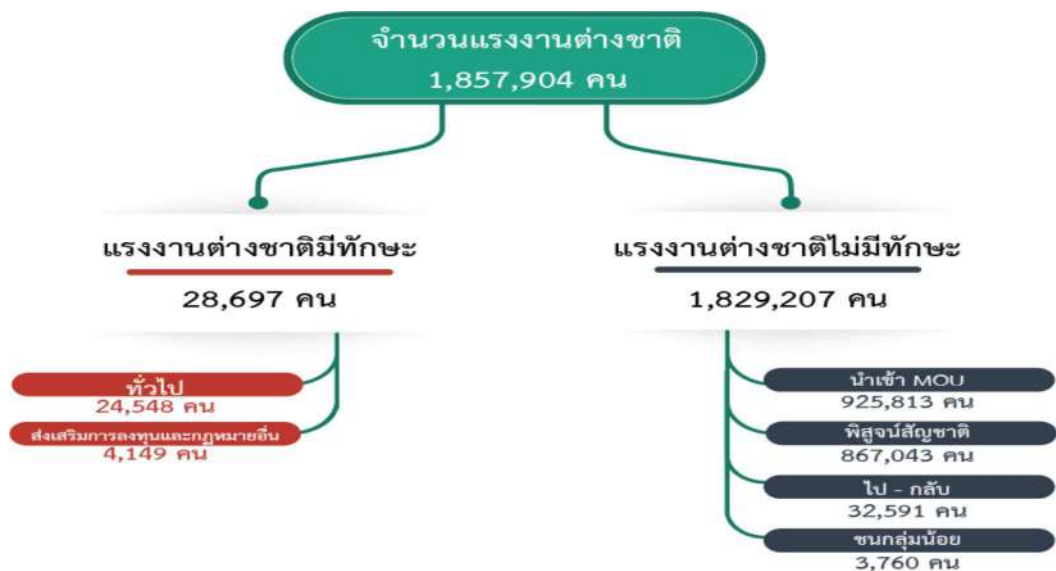 จำนวนแรงงานต่างชาติ
1,857,904 คน
แรงงานต่างชาติมีทักษะ
28,697 คน
ทั่วไป
24,548 คน
ส่งเสริมการลงทุนและกฎหมายอื่น
4,149 คน
แรงงานต่างชาติไม่มีทักษะ
1,829,207 คน
นำเข้า MOU
925,813 คน
พิสูจน์สัญชาติ
867,043 คน
ไป - กลับ
32,591 คน
ชนกลุ่มน้อย
3,760 คน